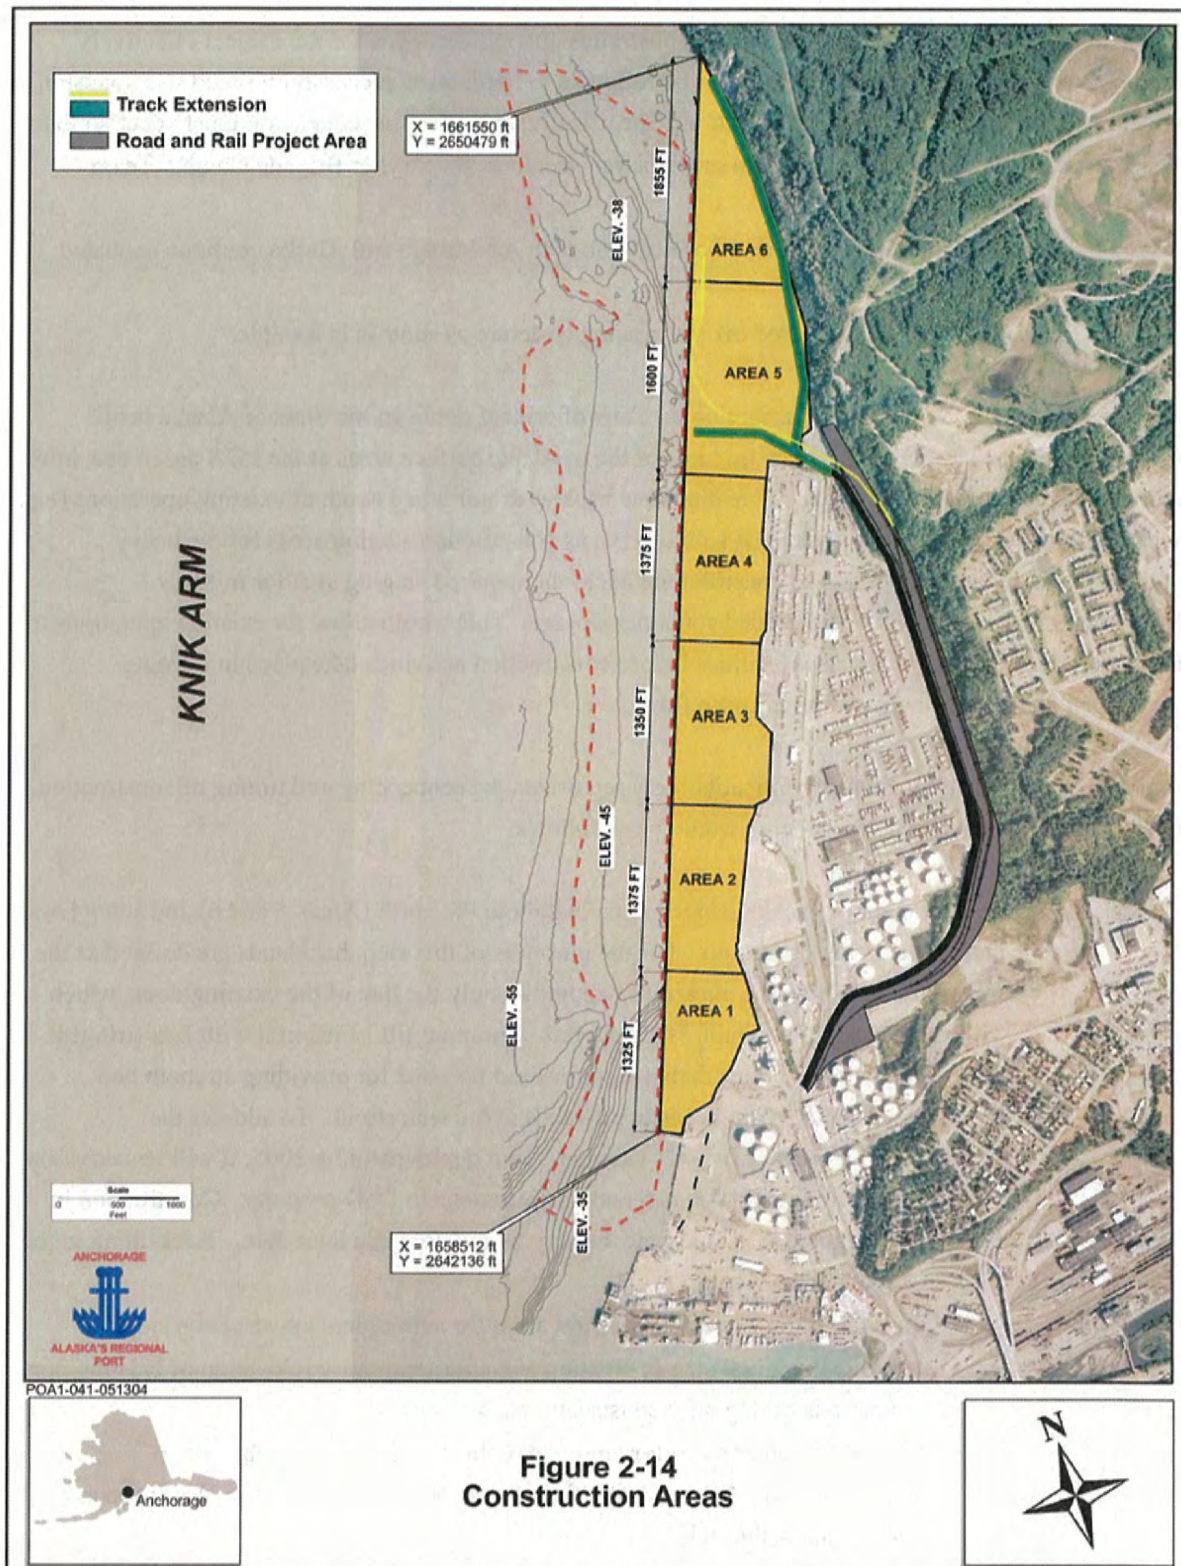 Track Extension
Road and Rail Project Area
X = 1661550 ft
Y = 2650479 ft
1855 FT
ELEV. -38
AREA 6
1600 FT
AREA 5
KNIK ARM
1375 FT
AREA 4
1350 FT
AREA 3
ELEV. -45
1375 FT
AREA 2
ELEV. -55
1325 FT
AREA 1
ELEV. -35
Scale
0 500 1000
Feet
X = 1658512 ft
Y = 2642136 ft
ANCHORAGE
ALASKA'S REGIONAL
PORT
POA1-041-051304
Anchorage
Figure 2-14
Construction Areas
N